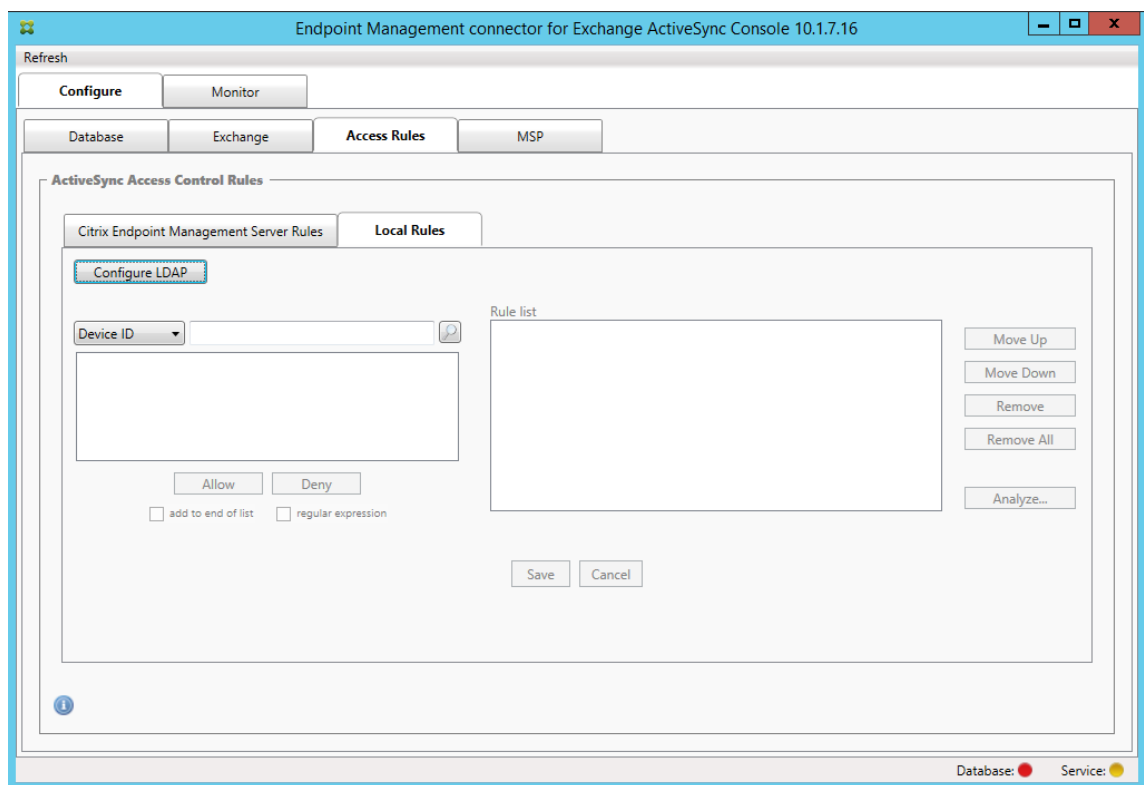 Endpoint Management connector for Exchange ActiveSync Console 10.1.7.16
Refresh
Configure Monitor
Database Exchange Access Rules MSP
ActiveSync Access Control Rules
Citrix Endpoint Management Server Rules Local Rules
Configure LDAP
Rule list
Device ID
Move Up
Move Down
Remove
Remove All
Allow Deny
Analyze...
add to end of list regular expression
Save Cancel
Database: Service: